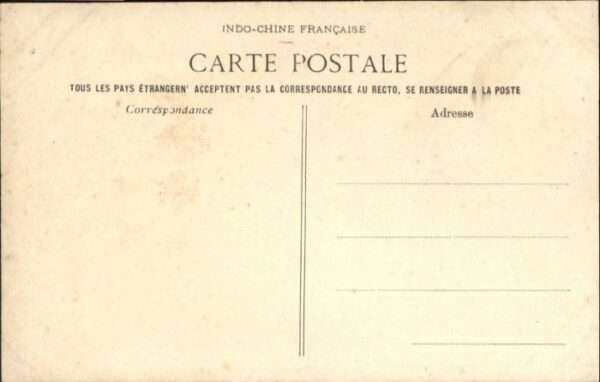 INDO-CHINE FRANÇAISE
CARTE POSTALE
TOUS LES PAYS ÉTRANGERN' ACCEPTENT PAS LA CORRESPONDANCE AU RECTO, SE RENSEIGNER A LA POSTE
Correspondance
Adresse